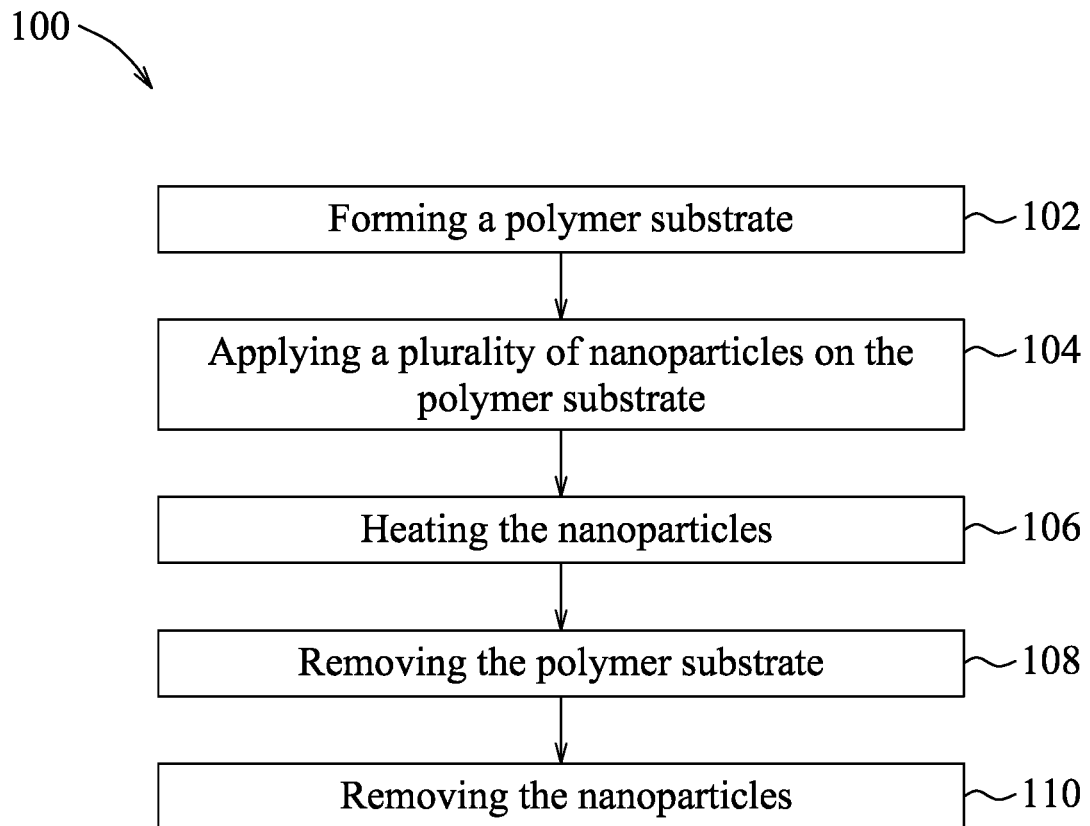 100
Forming a polymer substrate
102
Applying a plurality of nanoparticles on the
polymer substrate
104
Heating the nanoparticles
106
Removing the polymer substrate
108
Removing the nanoparticles
110